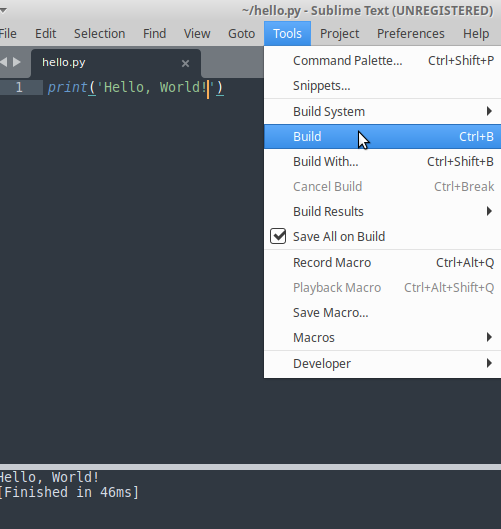 ~/hello.py - Sublime Text (UNREGISTERED)
File Edit Selection Find View Goto Tools Project Preferences Help
hello.py ×
1 print('Hello, World!')
Command Palette... Ctrl+Shift+P
Snippets...
Build System
Build Ctrl+B
Build With... Ctrl+Shift+B
Cancel Build Ctrl+Break
Build Results
Save All on Build
Record Macro Ctrl+Alt+Q
Playback Macro Ctrl+Alt+Shift+Q
Save Macro...
Macros
Developer
Hello, World!
[Finished in 46ms]